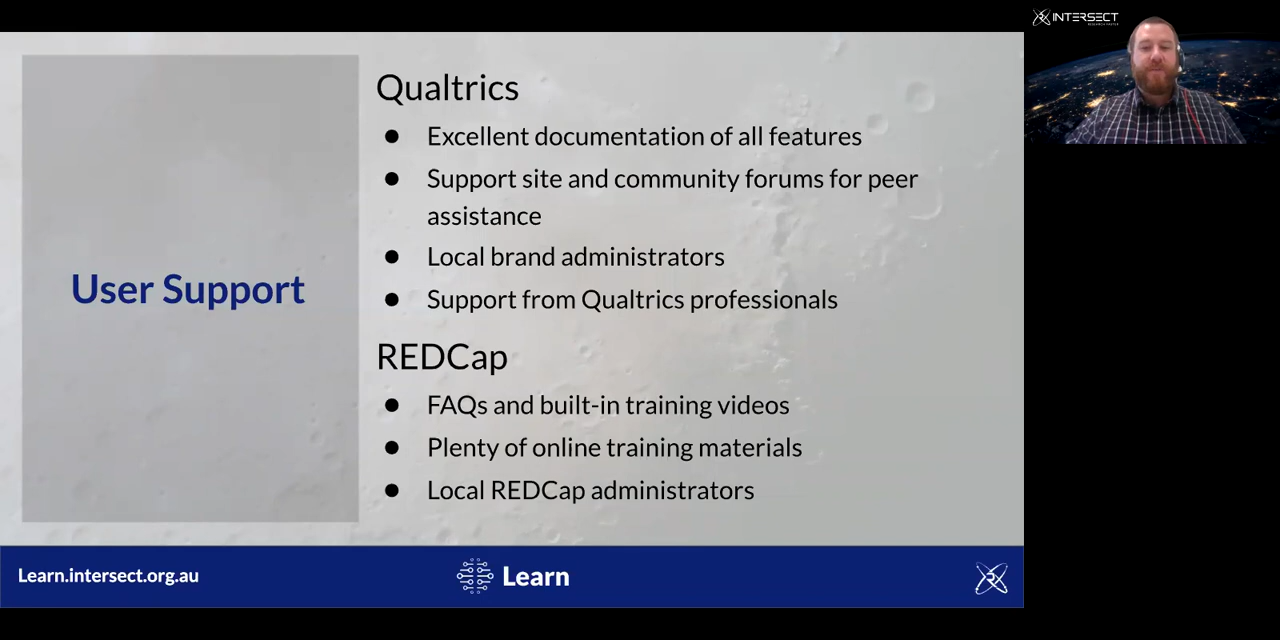 INTERSECT
Qualtrics
● Excellent documentation of all features
● Support site and community forums for peer
assistance
● Local brand administrators
● Support from Qualtrics professionals
User Support
REDCap
● FAQs and built-in training videos
● Plenty of online training materials
● Local REDCap administrators
Learn.intersect.org.au
Learn